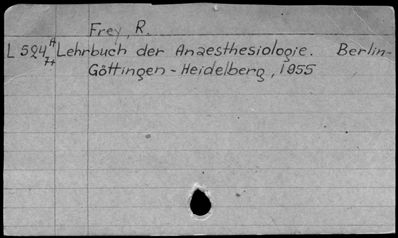 Frey, R.
L 524 H 7+ Lehrbuch der Anaesthesiologie. Berlin-
Göttingen-Heidelberg, 1955